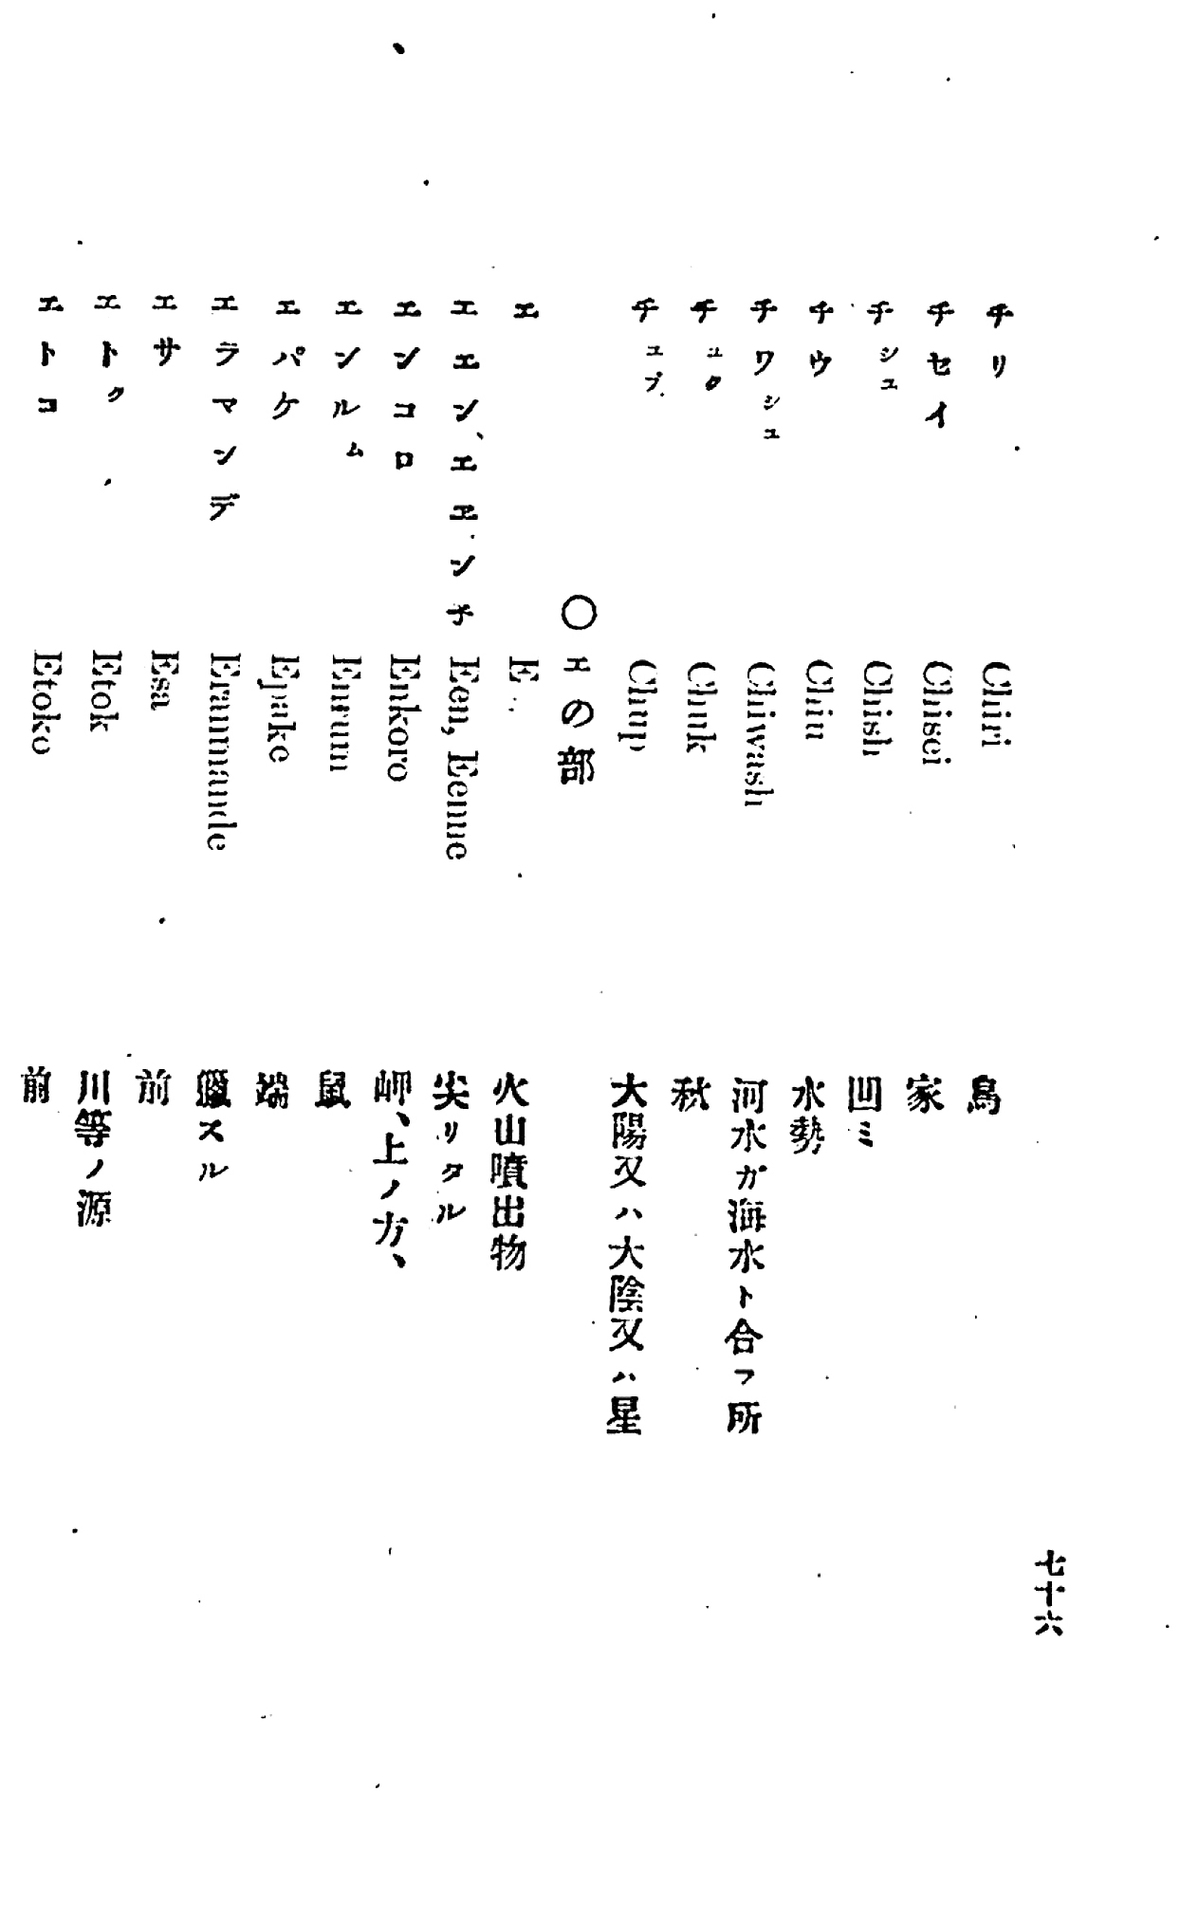 七十六
チリ Chiri 鳥
チセイ Chisei 家
チシュ Chish 凹ミ
チウ Chiu 水勢
チワシュ Chiwash 河水ガ海水ト合フ所
チュク Chuk 秋
チュプ Chup 大陽又ハ大陰又ハ星
〇エの部
エ E 火山噴出物
エエン、エエンネ Een, Eenne 尖リタル
エンコロ Enkoro 岬、上ノ方、
エンルム Enrum 鼠
エパケ Epake 端
エラマンデ Erammande 獵スル
エサ Esa 前
エトク Etok 川等ノ源
エトコ Etoko 前